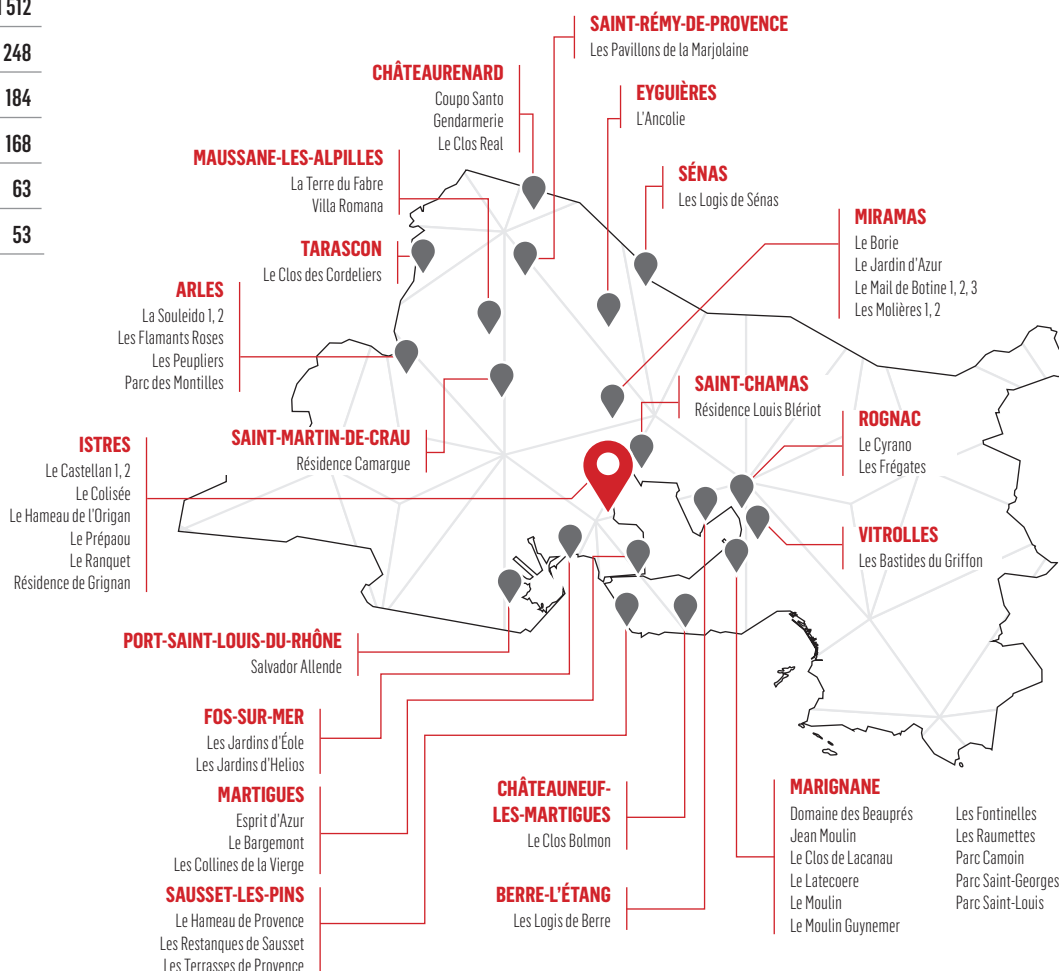 512
248
184
168
63
53
SAINT-RÉMY-DE-PROVENCE
Les Pavillons de la Marjolaine
CHÂTEAURENARD
Coupo Santo
Gendarmerie
Le Clos Real
EYGUIÈRES
L'Ancolie
MAUSSANE-LES-ALPILLES
La Terre du Fabre
Villa Romana
SÉNAS
Les Logis de Sénas
TARASCON
Le Clos des Cordeliers
MIRAMAS
Le Borie
Le Jardin d'Azur
Le Mail de Botine 1, 2, 3
Les Molières 1, 2
ARLES
La Souleido 1, 2
Les Flamants Roses
Les Peupliers
Parc des Montilles
SAINT-CHAMAS
Résidence Louis Blériot
ROGNAC
Le Cyrano
Les Frégates
SAINT-MARTIN-DE-CRAU
Résidence Camargue
ISTRES
Le Castellan 1, 2
Le Colisée
Le Hameau de l'Origan
Le Prépaou
Le Ranquet
Résidence de Grignan
VITROLLES
Les Bastides du Griffon
PORT-SAINT-LOUIS-DU-RHÔNE
Salvador Allende
FOS-SUR-MER
Les Jardins d'Éole
Les Jardins d'Helios
MARTIGUES
Esprit d'Azur
Le Bargemont
Les Collines de la Vierge
SAUSSET-LES-PINS
Le Hameau de Provence
Les Restanques de Sausset
Les Terrasses de Provence
CHÂTEAUNEUF-
LES-MARTIGUES
Le Clos Bolmon
BERRE-L'ÉTANG
Les Logis de Berre
MARIGNANE
Domaine des Beauprés
Jean Moulin
Le Clos de Lacanau
Le Latecoere
Le Moulin
Le Moulin Guynemer
Les Fontinelles
Les Raumettes
Parc Camoin
Parc Saint-Georges
Parc Saint-Louis